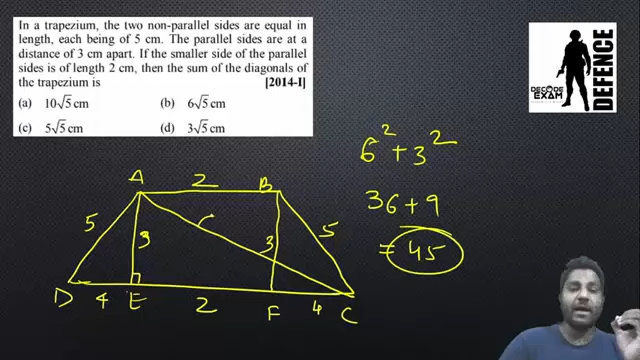 In a trapezium, the two non-parallel sides are equal in
length, each being of 5 cm. The parallel sides are at a
distance of 3 cm apart. If the smaller side of the parallel
sides is of length 2 cm, then the sum of the diagonals of
the trapezium is [2014-I]
(a) 10√5 cm (b) 6√5 cm
(c) 5√5 cm (d) 3√5 cm
DECODE
EXAM
DEFENCE
6² + 3²
36 + 9
= 45
A 2 B
5 3 3 5
D 4 E 2 F 4 C